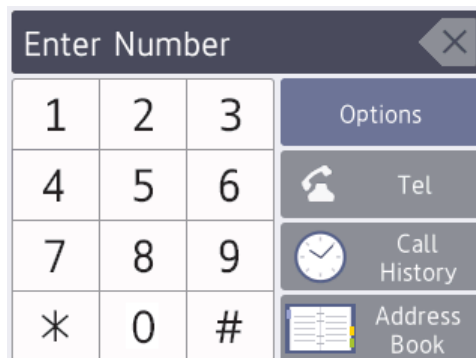 Enter Number
1 2 3
Options
4 5 6
Tel
7 8 9
Call
History
* 0 #
Address
Book